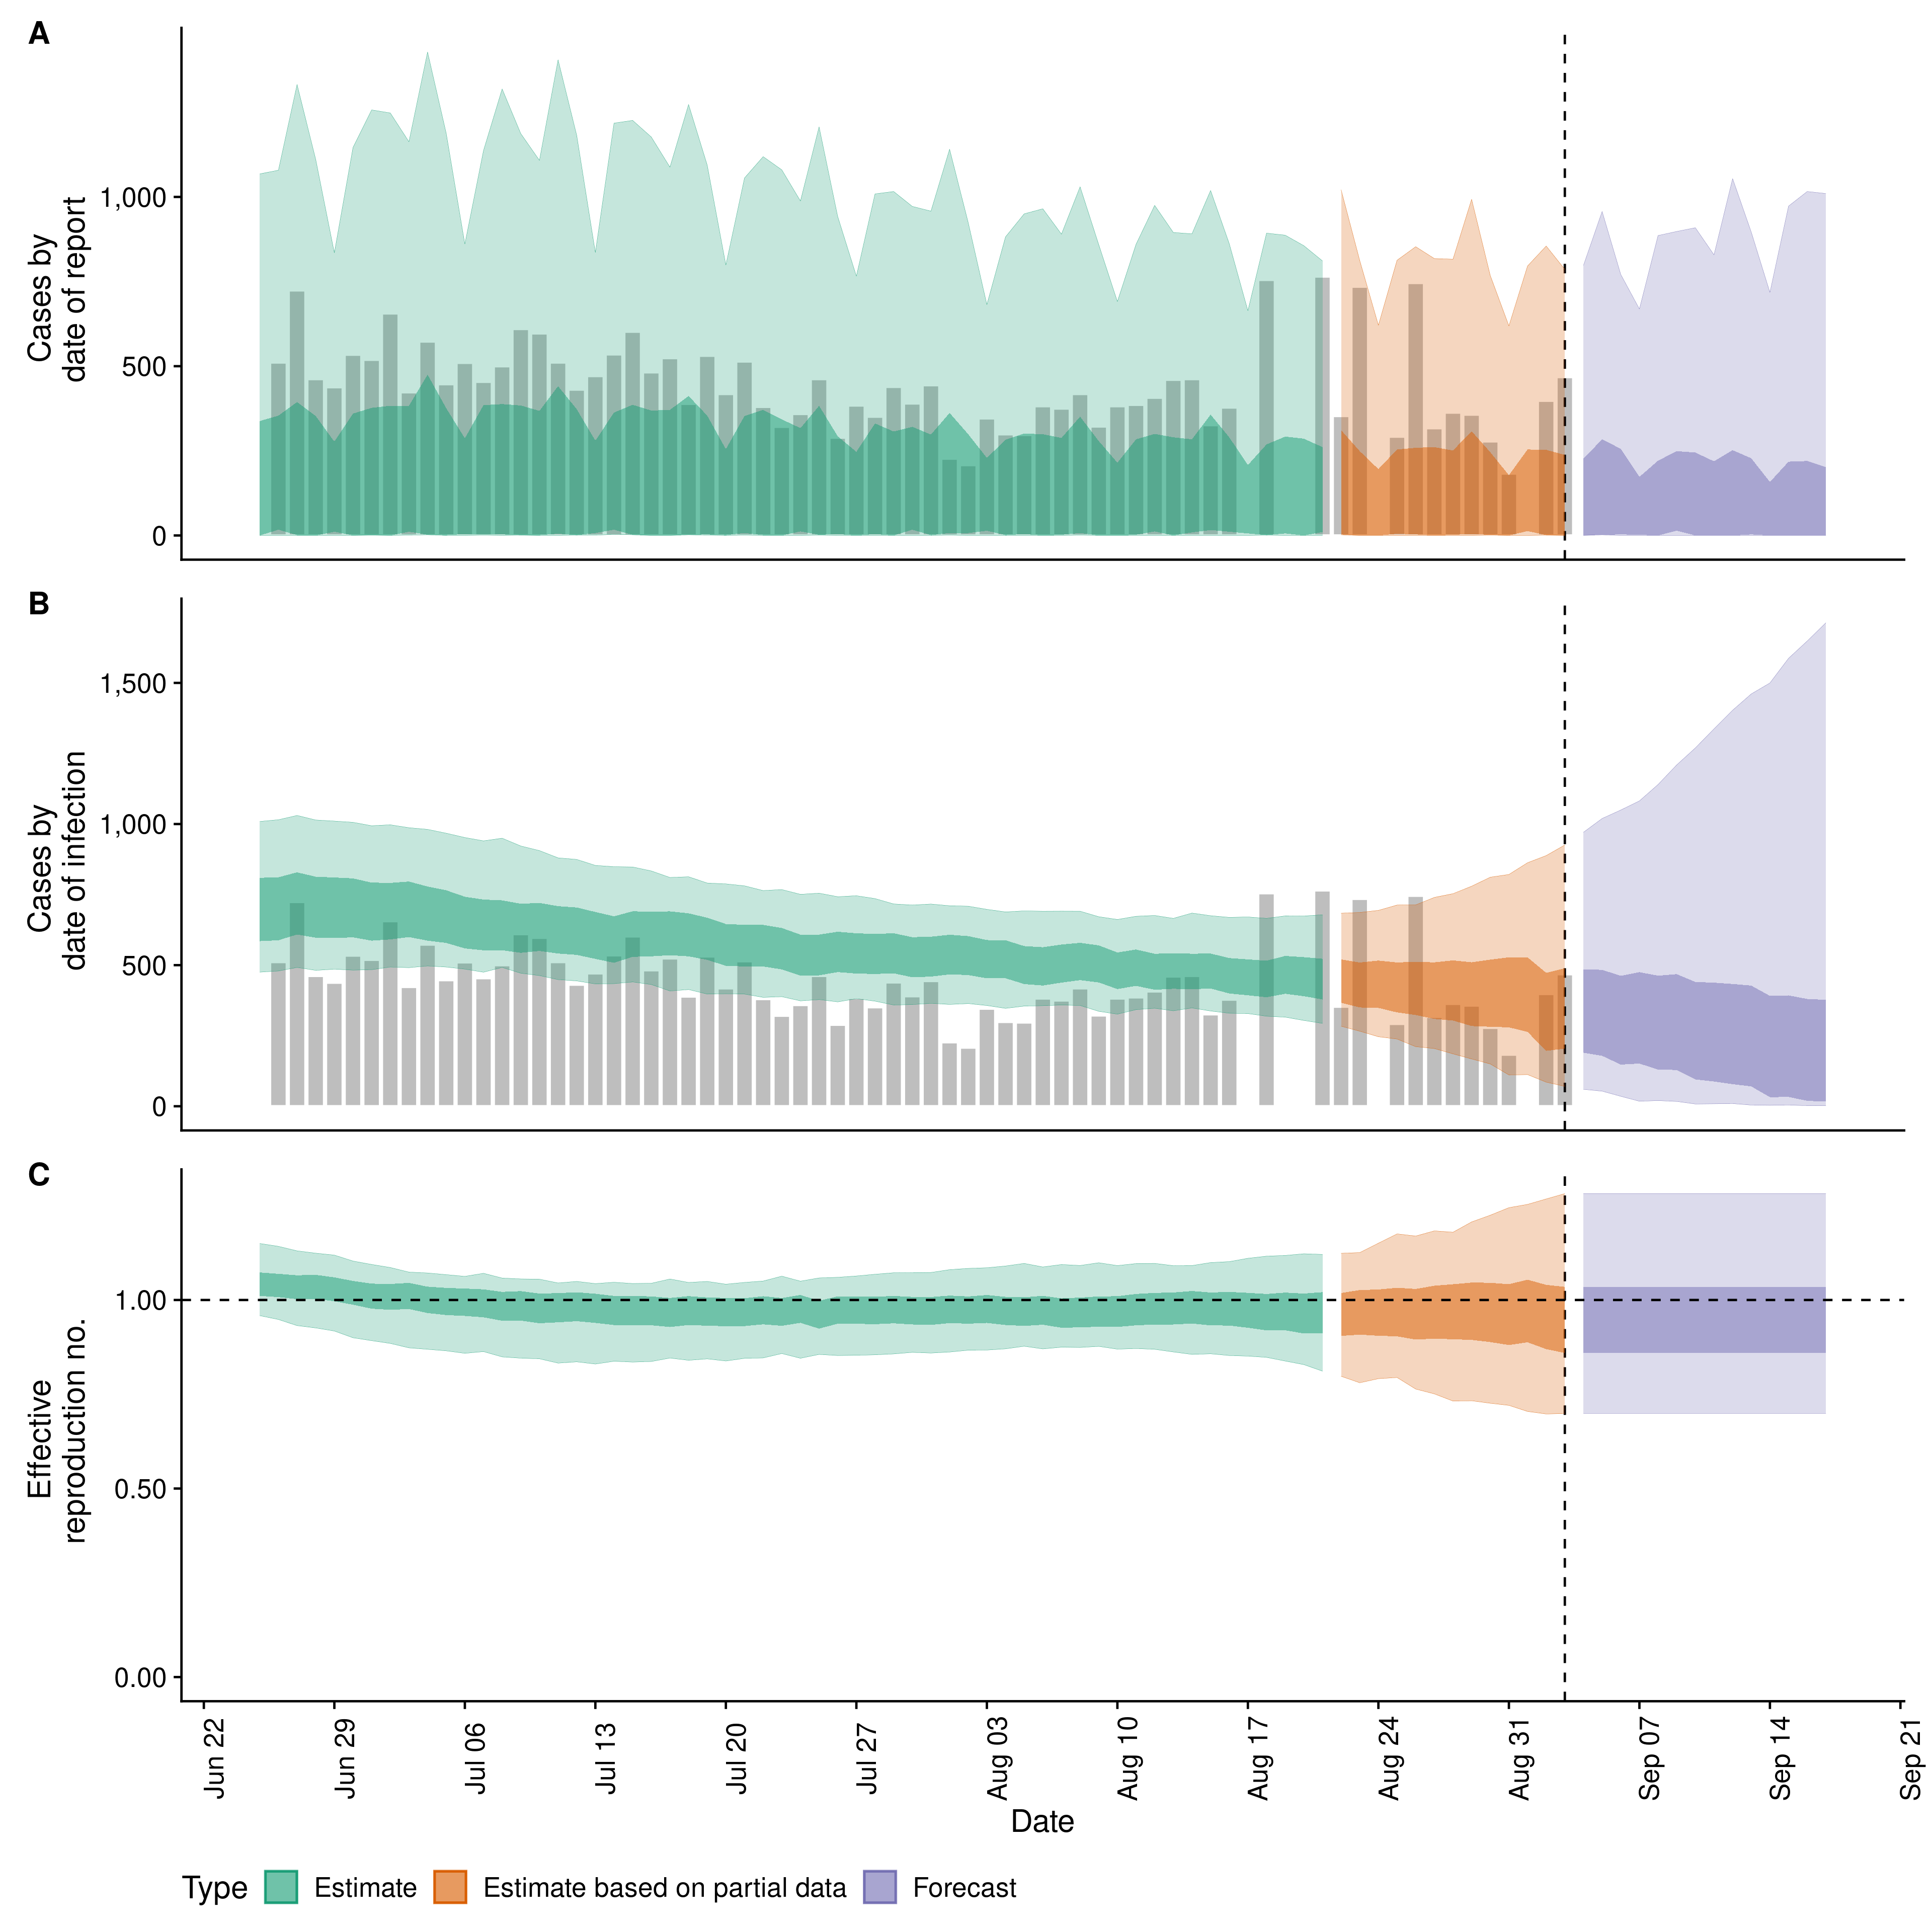 A
Cases by
date of report
1,000
500
0
B
Cases by
date of infection
1,500
1,000
500
0
C
Effective
reproduction no.
1.00
0.50
0.00
Jun 22
Jun 29
Jul 06
Jul 13
Jul 20
Jul 27
Aug 03
Aug 10
Aug 17
Aug 24
Aug 31
Sep 07
Sep 14
Sep 21
Date
Type Estimate Estimate based on partial data Forecast